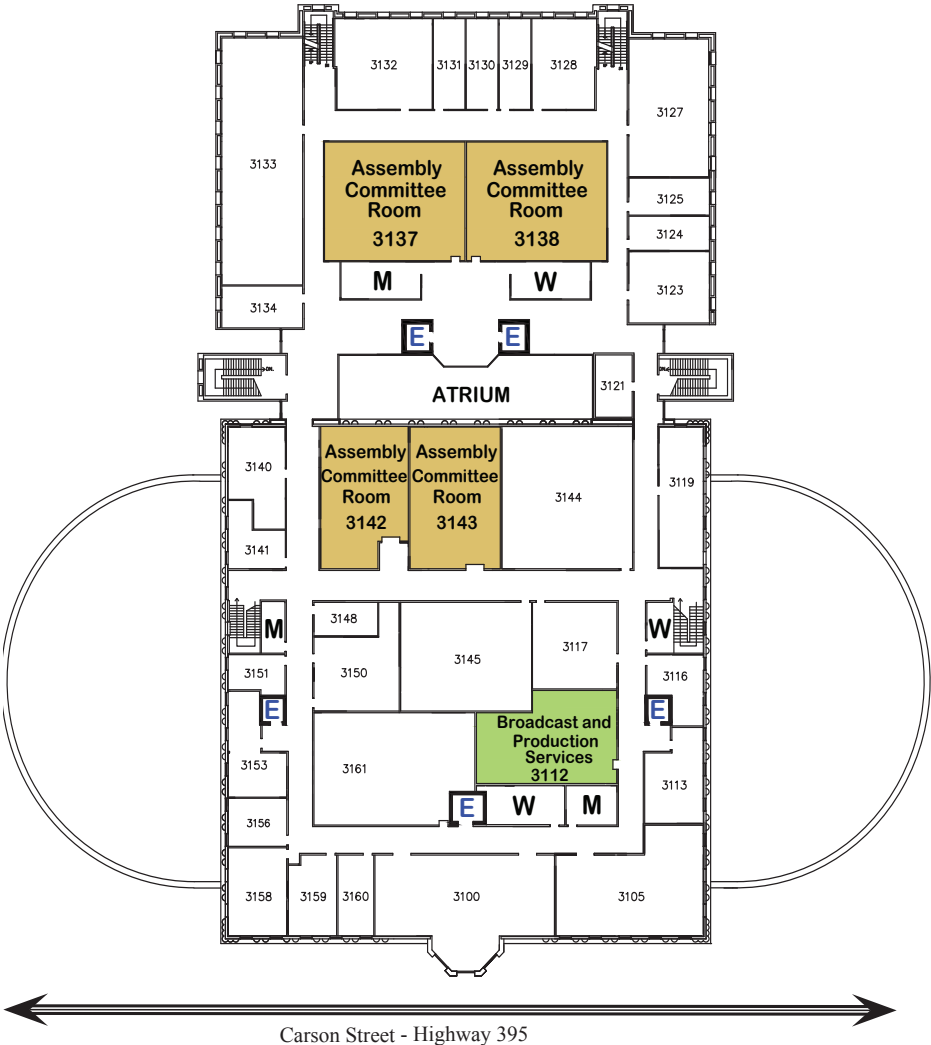 3132
3131
3130
3129
3128
3127
3133
Assembly
Committee
Room
3137
Assembly
Committee
Room
3138
3125
3124
M
W
3123
3134
E
E
DN.
DN.
ATRIUM
3121
3140
Assembly
Committee
Room
3142
Assembly
Committee
Room
3143
3144
3119
3141
M
3148
W
3117
3145
3151
3150
3116
E
E
Broadcast and
Production
Services
3112
3153
3161
3113
E
W
M
3156
3158
3159
3160
3100
3105
Carson Street - Highway 395